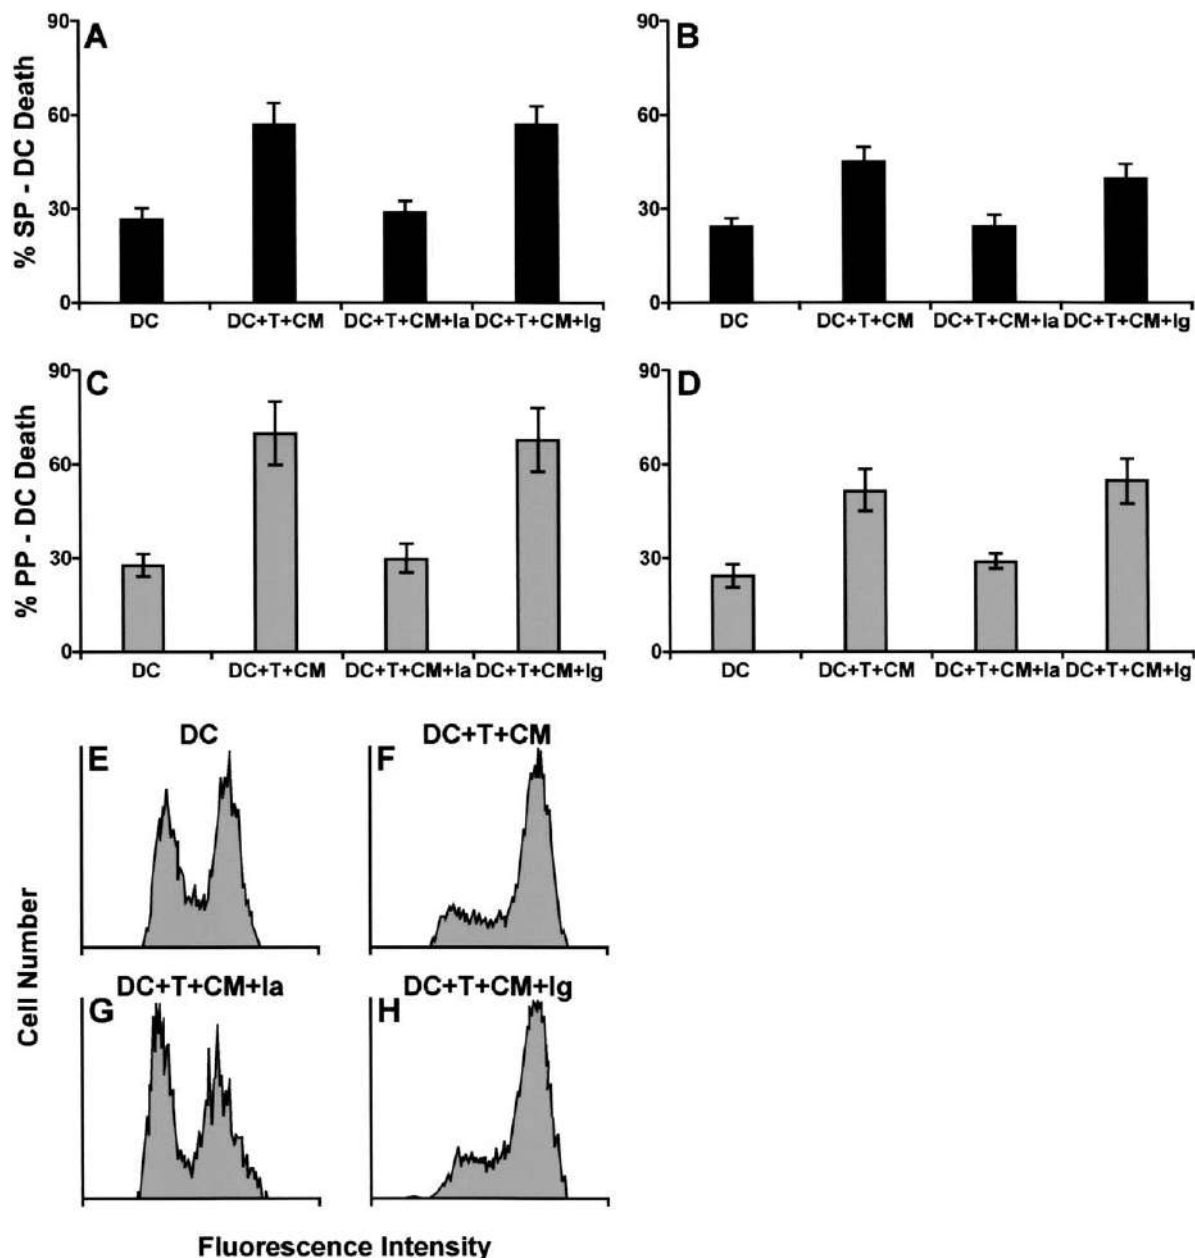 A
B
% SP - DC Death
90
60
30
0
DC DC+T+CM DC+T+CM+Ia DC+T+CM+Ig
90
60
30
0
DC DC+T+CM DC+T+CM+Ia DC+T+CM+Ig
C
D
% PP - DC Death
90
60
30
0
DC DC+T+CM DC+T+CM+Ia DC+T+CM+Ig
90
60
30
0
DC DC+T+CM DC+T+CM+Ia DC+T+CM+Ig
DC
E
DC+T+CM
F
DC+T+CM+Ia
G
DC+T+CM+Ig
H
Cell Number
Fluorescence Intensity